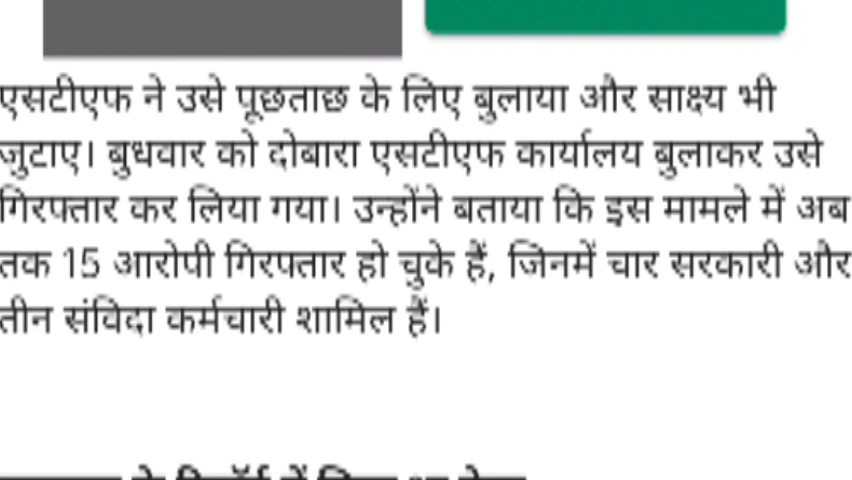 एसटीएफ ने उसे पूछताछ के लिए बुलाया और साक्ष्य भी
जुटाए। बुधवार को दोबारा एसटीएफ कार्यालय बुलाकर उसे
गिरफ्तार कर लिया गया। उन्होंने बताया कि इस मामले में अब
तक 15 आरोपी गिरफ्तार हो चुके हैं, जिनमें चार सरकारी और
तीन संविदा कर्मचारी शामिल हैं।